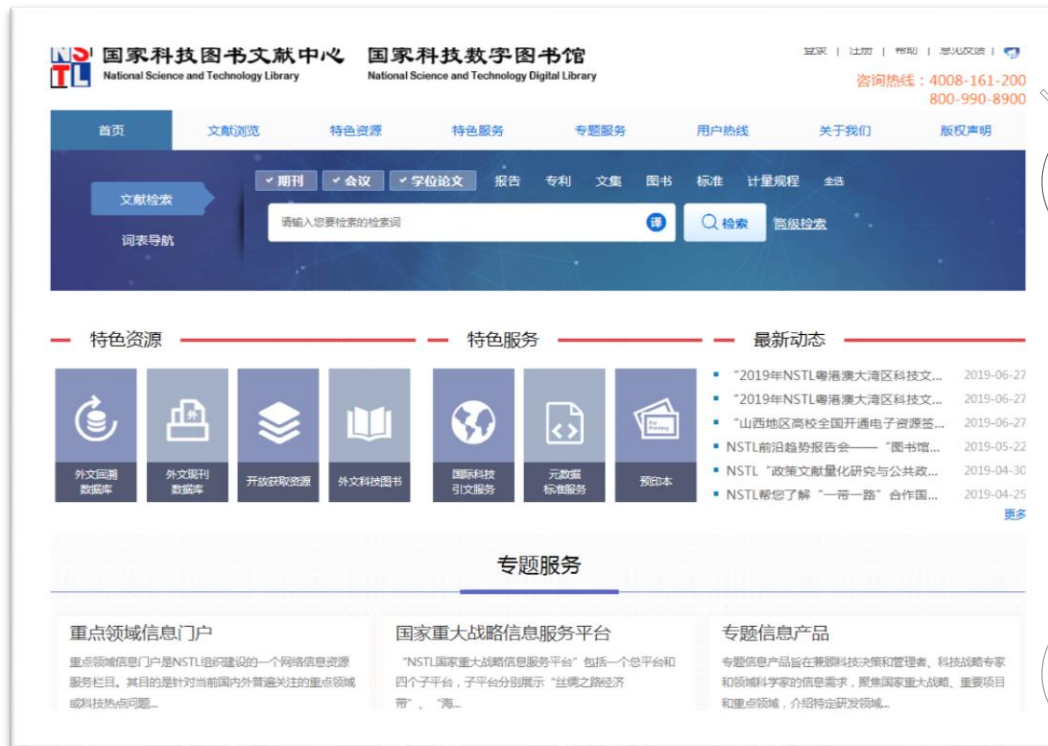 NSTL 国家科技图书文献中心 国家科技数字图书馆
National Science and Technology Library National Science and Technology Digital Library
登录 | 注册 | 帮助 | 意见反馈 |
咨询热线：4008-161-200
800-990-8900
首页 文献浏览 特色资源 特色服务 专题服务 用户热线 关于我们 版权声明
期刊 会议 学位论文 报告 专利 文集 图书 标准 计量规程 全选
文献检索
请输入您要检索的检索词 译 检索 高级检索
词表导航
特色资源 特色服务 最新动态
外文回溯数据库
外 外文现刊数据库
开放获取资源
外文科技图书
国际科技引文服务
元数据标准服务
预印本
“2019年NSTL粤港澳大湾区科技文... 2019-06-27
“2019年NSTL粤港澳大湾区科技文... 2019-06-27
“山西地区高校全国开通电子资源签... 2019-06-27
NSTL前沿趋势报告会——“图书馆... 2019-05-22
NSTL“政策文献量化研究与公共政... 2019-04-30
NSTL帮您了解“一带一路”合作国... 2019-04-25
更多
专题服务
重点领域信息门户
重点领域信息门户是NSTL组织建设的一个网络信息资源
服务栏目。其目的是针对当前国内外普遍关注的重点领域
或科技热点问题...
国家重大战略信息服务平台
“NSTL国家重大战略信息服务平台”包括一个总平台和
四个子平台，子平台分别展示“丝绸之路经济
带”、“海...
专题信息产品
专题信息产品旨在兼顾科技决策和管理者、科技战略专家
和领域科学家的信息需求，聚焦国家重大战略、重要项目
和重点领域，介绍特定研发领域...